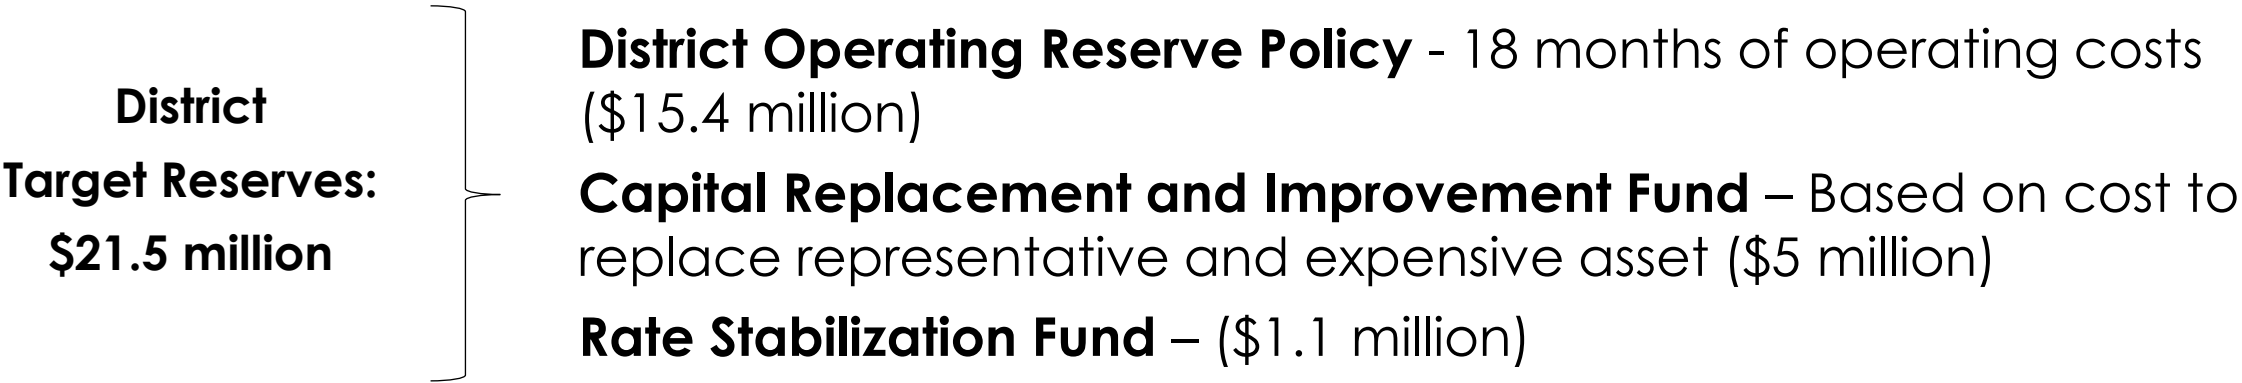 District
Target Reserves:
$21.5 million
District Operating Reserve Policy - 18 months of operating costs
($15.4 million)
Capital Replacement and Improvement Fund – Based on cost to
replace representative and expensive asset ($5 million)
Rate Stabilization Fund – ($1.1 million)